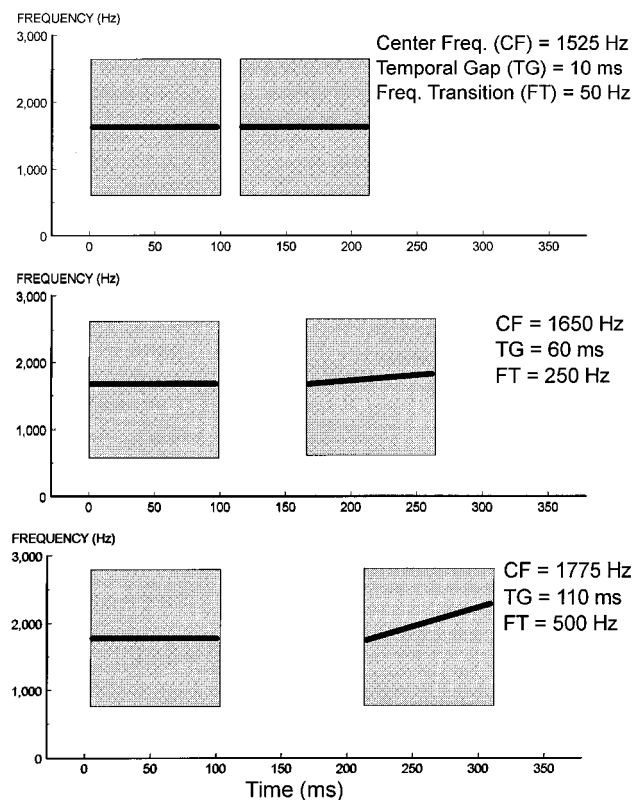 FREQUENCY (Hz)
3,000
2,000
1,000
0
0 50 100 150 200 250 300 350
Center Freq. (CF) = 1525 Hz
Temporal Gap (TG) = 10 ms
Freq. Transition (FT) = 50 Hz
FREQUENCY (Hz)
3,000
2,000
1,000
0
0 50 100 150 200 250 300 350
CF = 1650 Hz
TG = 60 ms
FT = 250 Hz
FREQUENCY (Hz)
3,000
2,000
1,000
0
0 50 100 150 200 250 300 350
CF = 1775 Hz
TG = 110 ms
FT = 500 Hz
Time (ms)